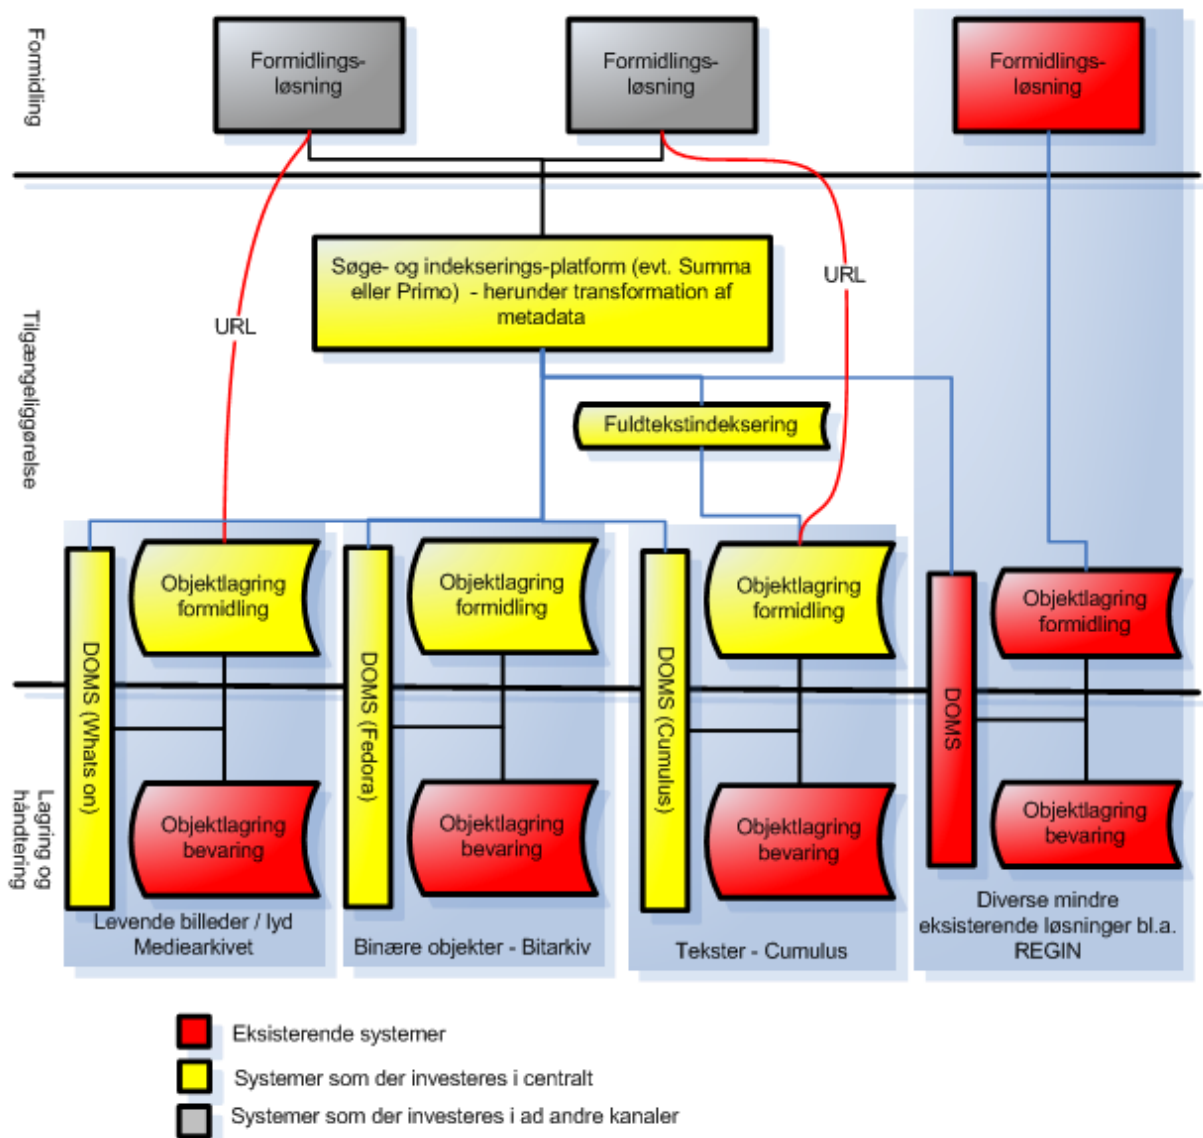 Formidling
Formidlings-
løsning
Formidlings-
løsning
Formidlings-
løsning
Tilgængeliggørelse
Søge- og indekserings-platform (evt. Summa
eller Primo)  - herunder transformation af
metadata
URL
URL
Fuldtekstindeksering
DOMS (Whats on)
Objektlagring
formidling
DOMS (Fedora)
Objektlagring
formidling
DOMS (Cumulus)
Objektlagring
formidling
DOMS
Objektlagring
formidling
Lagring og
håndtering
Objektlagring
bevaring
Objektlagring
bevaring
Objektlagring
bevaring
Objektlagring
bevaring
Levende billeder / lyd
Mediearkivet
Binære objekter - Bitarkiv
Tekster - Cumulus
Diverse mindre
eksisterende løsninger bl.a.
REGIN
Eksisterende systemer
Systemer som der investeres i centralt
Systemer som der investeres i ad andre kanaler